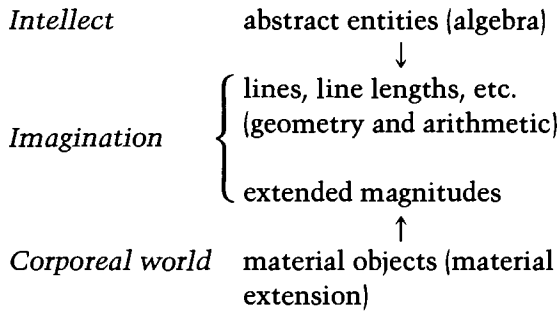 Intellect abstract entities (algebra)
↓
lines, line lengths, etc.
Imagination (geometry and arithmetic)
extended magnitudes
↑
Corporeal world material objects (material
extension)